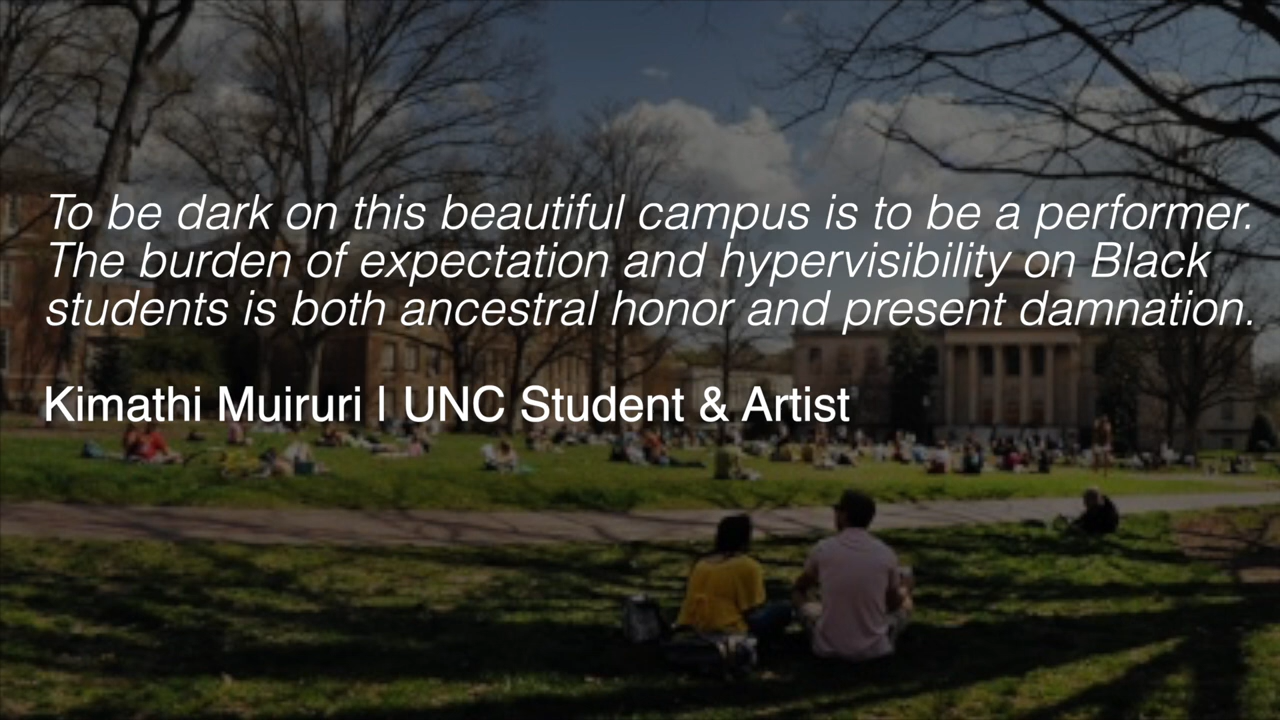 To be dark on this beautiful campus is to be a performer.
The burden of expectation and hypervisibility on Black
students is both ancestral honor and present damnation.
Kimathi Muiruri | UNC Student & Artist